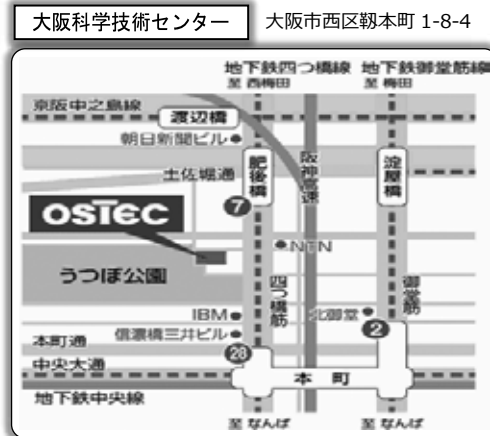 大阪科学技術センター 大阪市西区靱本町 1-8-4
地下鉄四つ橋線 地下鉄御堂筋線
至 西梅田 至 梅田
京阪中之島線
渡辺橋
朝日新聞ビル
肥後橋
阪神高速
淀屋橋
土佐堀通
OSTEC
7
NTN
うつぼ公園
四つ橋筋
御堂筋
IBM
北御堂
2
信濃橋三井ビル
本町通
28
中央大通
本町
地下鉄中央線
至 なんば 至 なんば